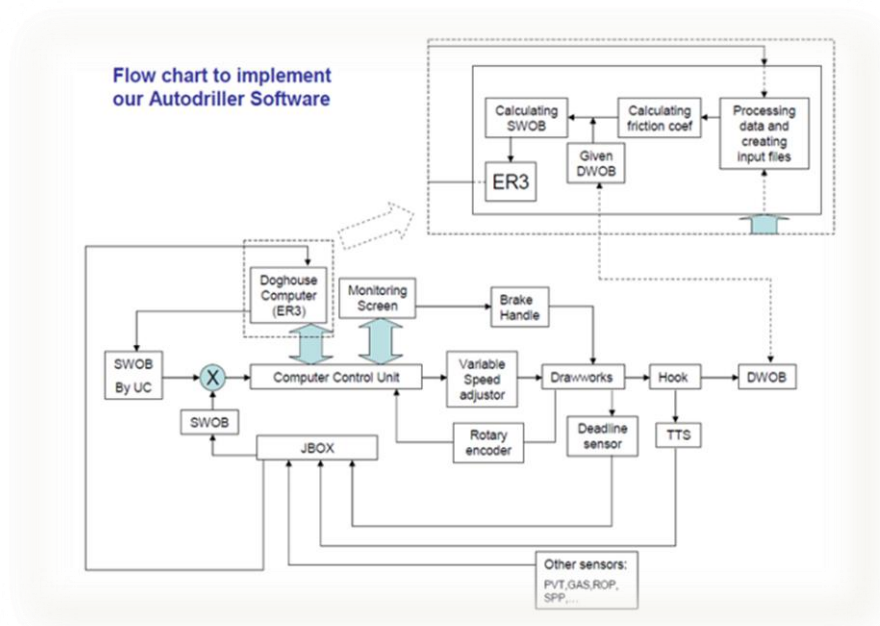 Flow chart to implement
our Autodriller Software
Calculating
SWOB
Calculating
friction coef
Processing
data and
creating
input files
Given
DWOB
ER3
Doghouse
Computer
(ER3)
Monitoring
Screen
Brake
Handle
SWOB
By UC
X
Computer Control Unit
Variable
Speed
adjustor
Drawworks
Hook
DWOB
SWOB
JBOX
Rotary
encoder
Deadline
sensor
TTS
Other sensors:
PVT,GAS,ROP,
SPP,...